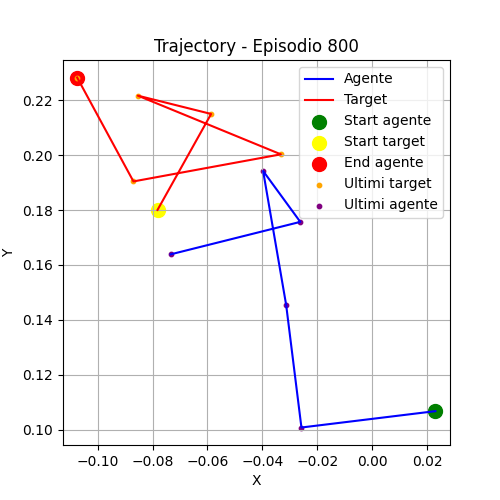 Trajectory - Episodio 800
Agente
Target
Start agente
Start target
End agente
Ultimi target
Ultimi agente
0.22
0.20
0.18
0.16
0.14
0.12
0.10
Y
−0.10 −0.08 −0.06 −0.04 −0.02 0.00 0.02
X